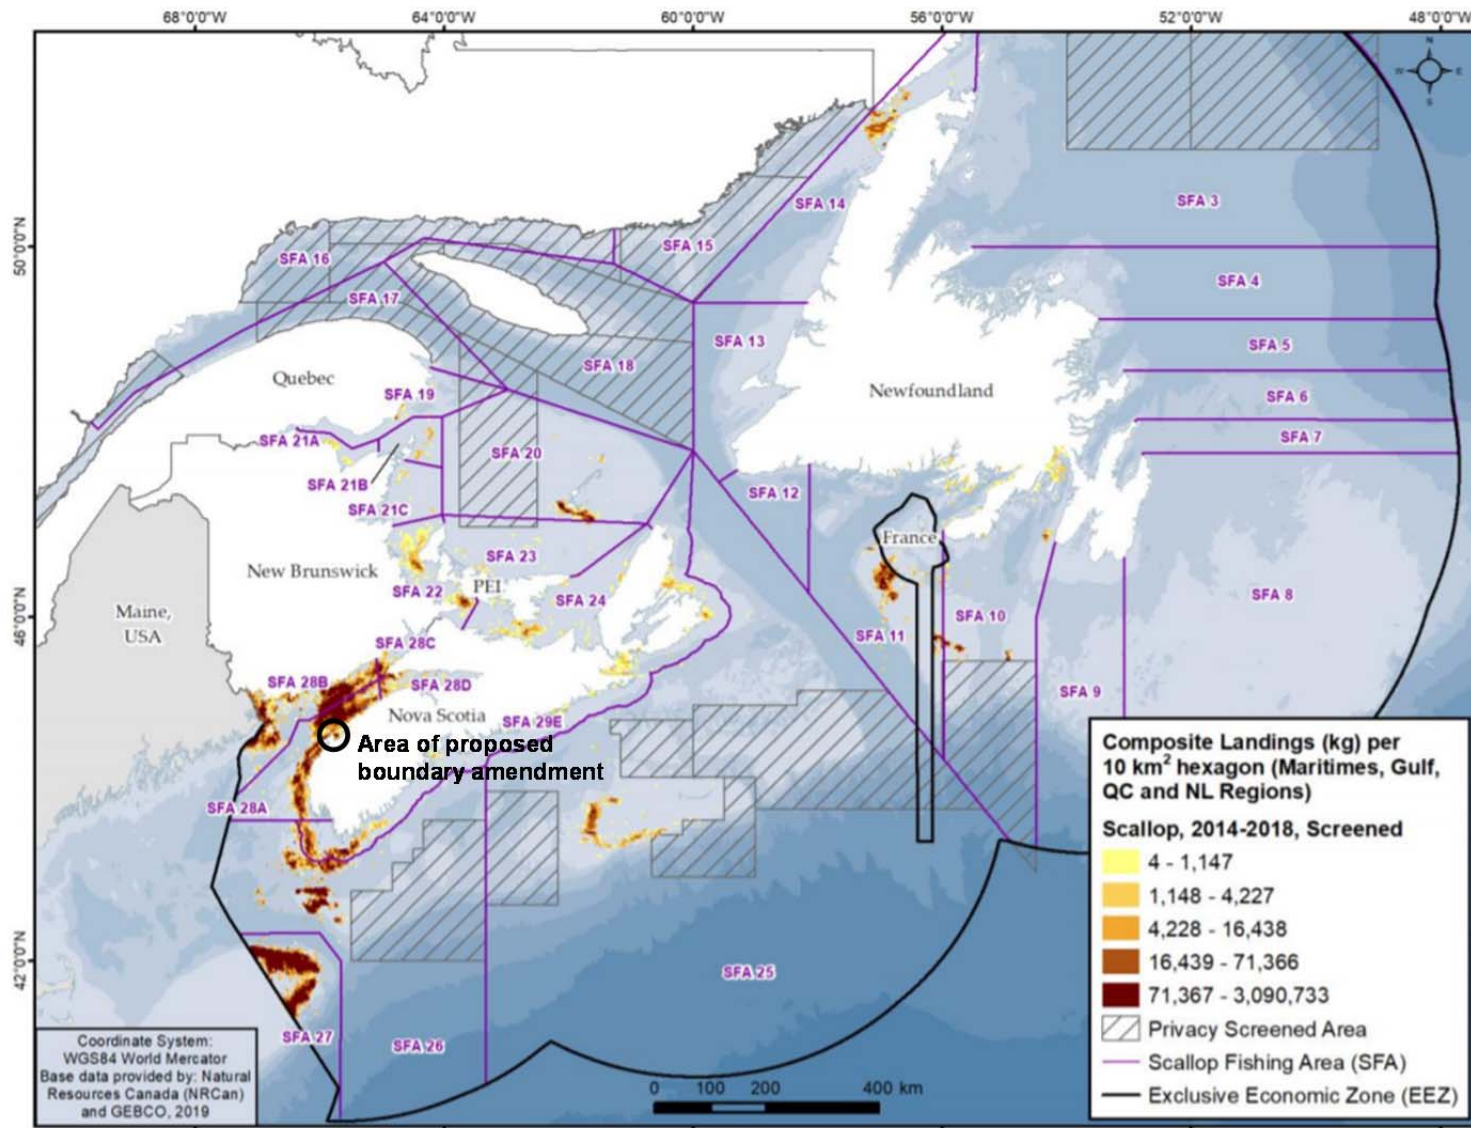 68°0'0"W
64°0'0"W
60°0'0"W
56°0'0"W
52°0'0"W
48°0'0"W
N
W
E
S
50°0'0"N
46°0'0"N
42°0'0"N
SFA 3
SFA 14
SFA 15
SFA 16
SFA 4
SFA 17
SFA 13
SFA 5
SFA 18
Quebec
Newfoundland
SFA 19
SFA 6
SFA 21A
SFA 7
SFA 20
SFA 21B
SFA 12
SFA 21C
France
SFA 23
New Brunswick
PEI
SFA 22
SFA 24
SFA 8
Maine,
USA
SFA 10
SFA 11
SFA 28C
SFA 28B
SFA 28D
SFA 9
Nova Scotia
SFA 29E
Area of proposed
boundary amendment
SFA 28A
SFA 25
SFA 27
SFA 26
Composite Landings (kg) per
10 km² hexagon (Maritimes, Gulf,
QC and NL Regions)
Scallop, 2014-2018, Screened
4 - 1,147
1,148 - 4,227
4,228 - 16,438
16,439 - 71,366
71,367 - 3,090,733
Privacy Screened Area
Scallop Fishing Area (SFA)
Exclusive Economic Zone (EEZ)
Coordinate System:
WGS84 World Mercator
Base data provided by: Natural
Resources Canada (NRCan)
and GEBCO, 2019
0 100 200 400 km